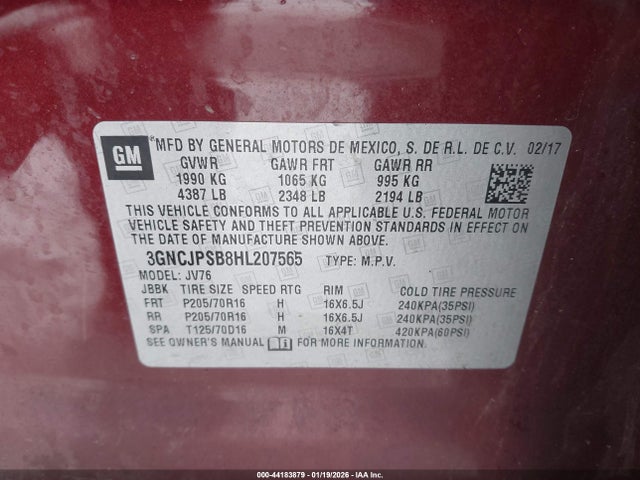 GM
MFD BY GENERAL MOTORS DE MEXICO, S. DE R.L. DE C.V. 02/17
GVWR GAWR FRT GAWR RR
1990 KG 1065 KG 995 KG
4387 LB 2348 LB 2194 LB
THIS VEHICLE CONFORMS TO ALL APPLICABLE U.S. FEDERAL MOTOR
VEHICLE SAFETY AND THEFT PREVENTION STANDARDS IN EFFECT ON
THE DATE OF MANUFACTURE SHOWN ABOVE.
3GNCJPSB8HL207565 TYPE: M.P.V.
MODEL: JV76
JBBK TIRE SIZE SPEED RTG RIM COLD TIRE PRESSURE
FRT P205/70R16 H 16X6.5J 240KPA(35PSI)
RR P205/70R16 H 16X6.5J 240KPA(35PSI)
SPA T125/70D16 M 16X4T 420KPA(60PSI)
SEE OWNER'S MANUAL FOR MORE INFORMATION
000-44183879 - 01/19/2026 - IAA Inc.